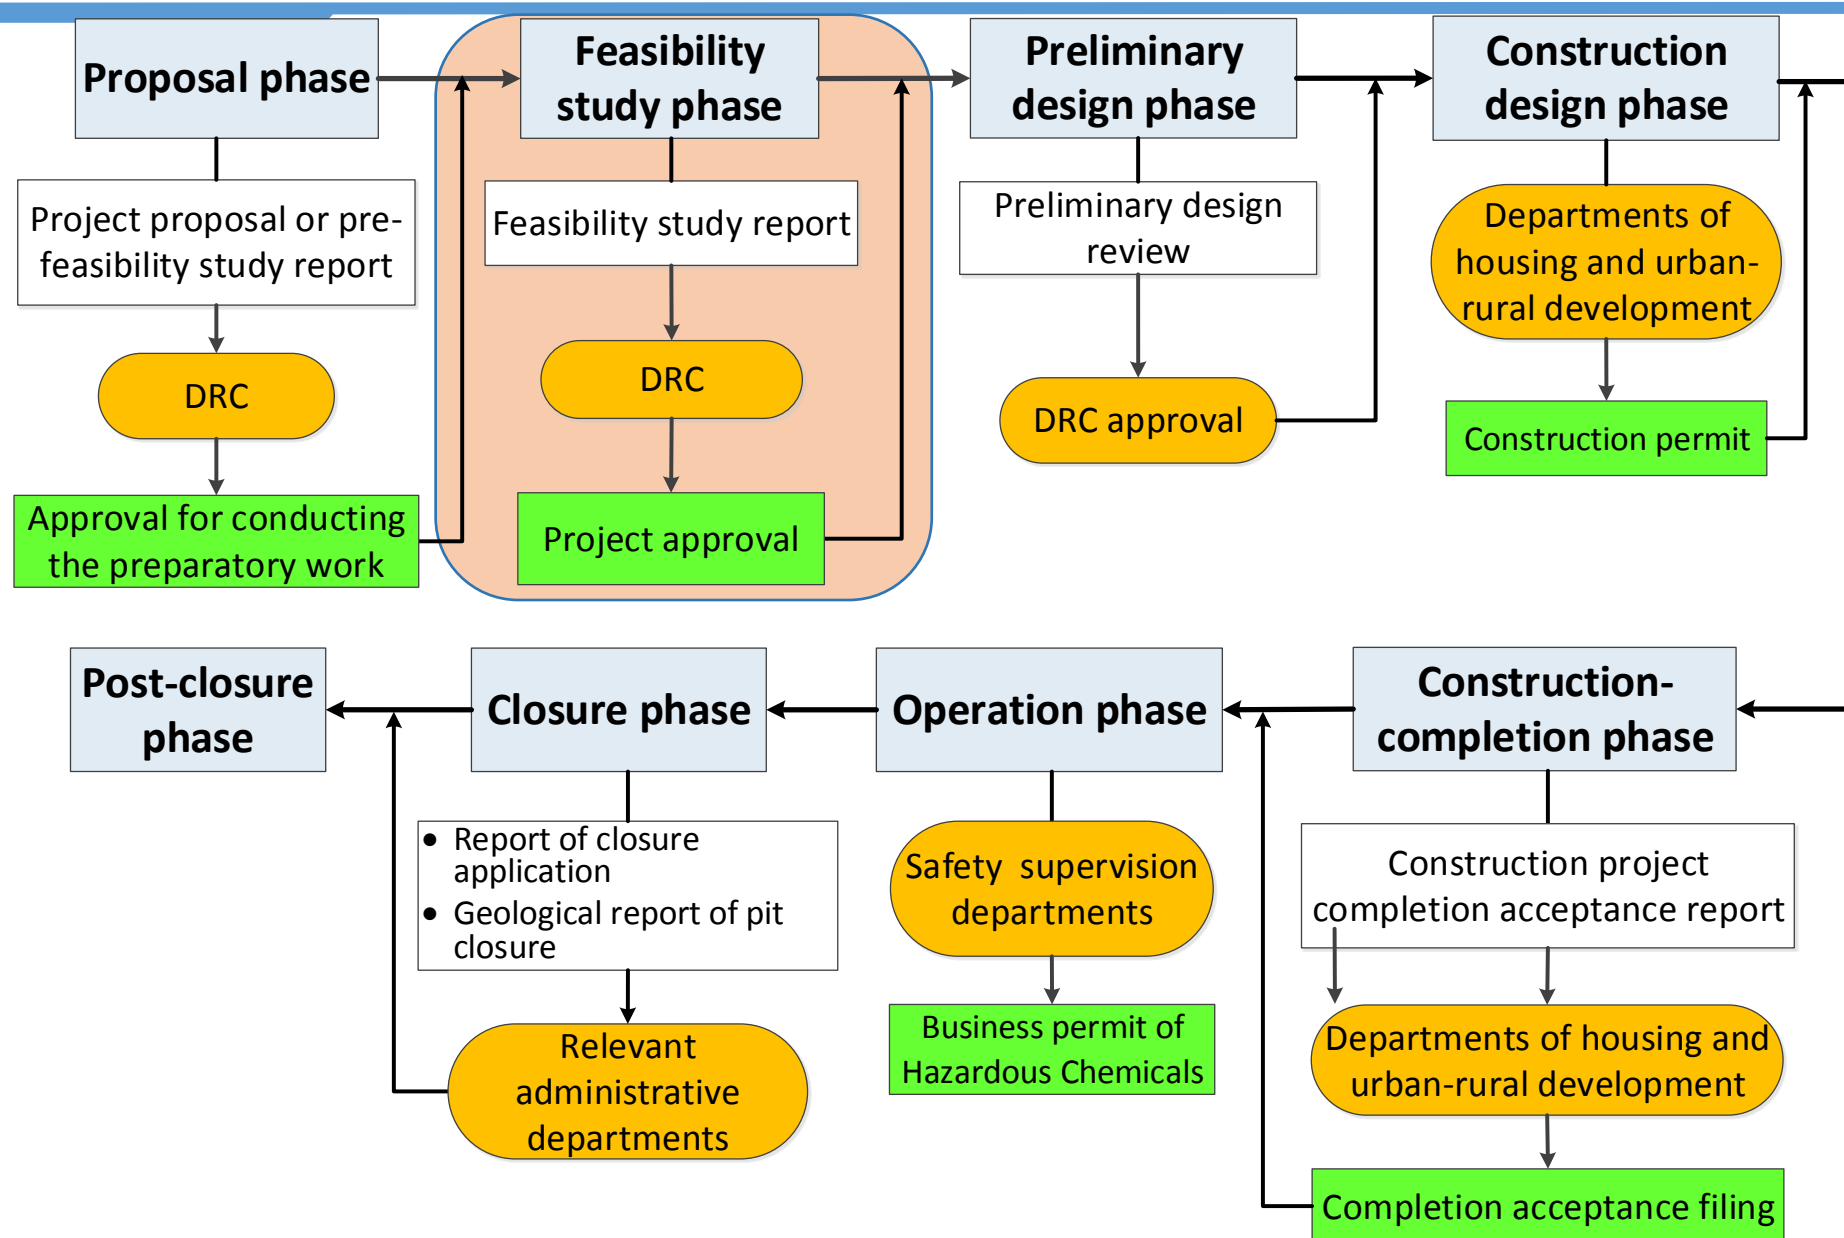 Proposal phase
Feasibility
study phase
Preliminary
design phase
Construction
design phase
Project proposal or pre-
feasibility study report
Feasibility study report
Preliminary design
review
Departments of
housing and urban-
rural development
DRC
DRC
DRC approval
Construction permit
Approval for conducting
the preparatory work
Project approval
Post-closure
phase
Closure phase
Operation phase
Construction-
completion phase
• Report of closure
application
• Geological report of pit
closure
Safety supervision
departments
Construction project
completion acceptance report
Relevant
administrative
departments
Business permit of
Hazardous Chemicals
Departments of housing and
urban-rural development
Completion acceptance filing